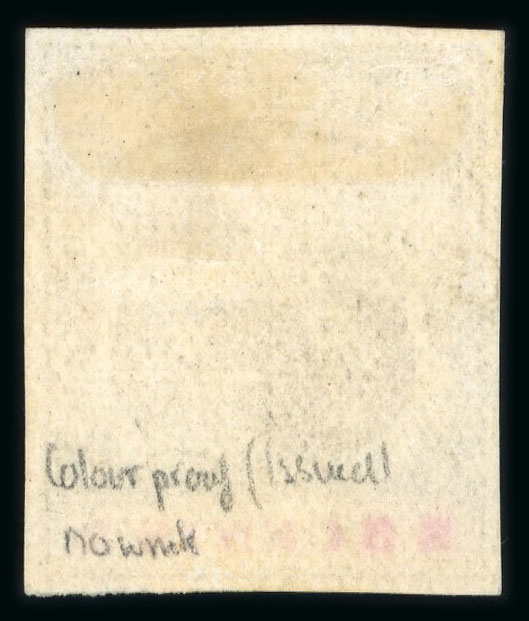 Colour proof (issued)
no wmk